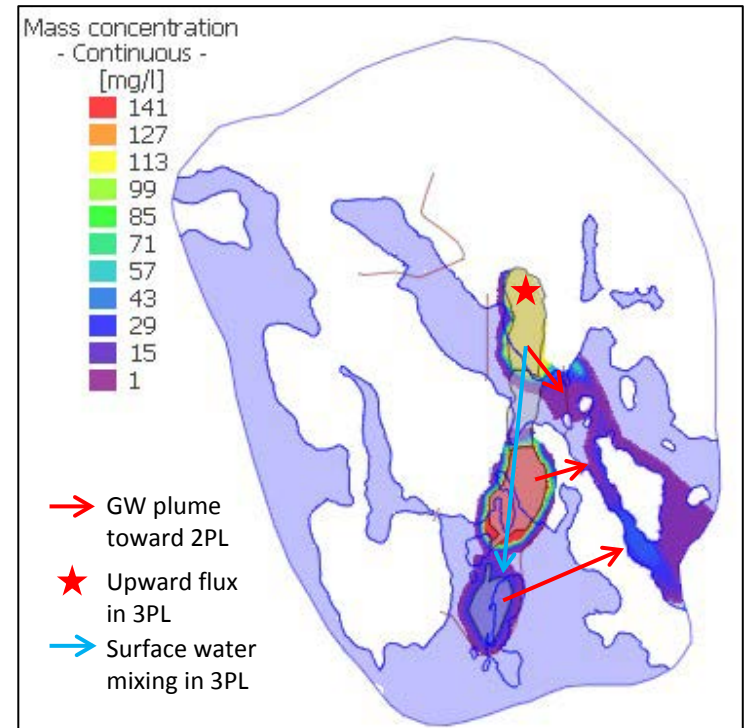 Mass concentration
- Continuous -
[mg/l]
141
127
113
99
85
71
57
43
29
15
1
GW plume
toward 2PL
Upward flux
in 3PL
Surface water
mixing in 3PL